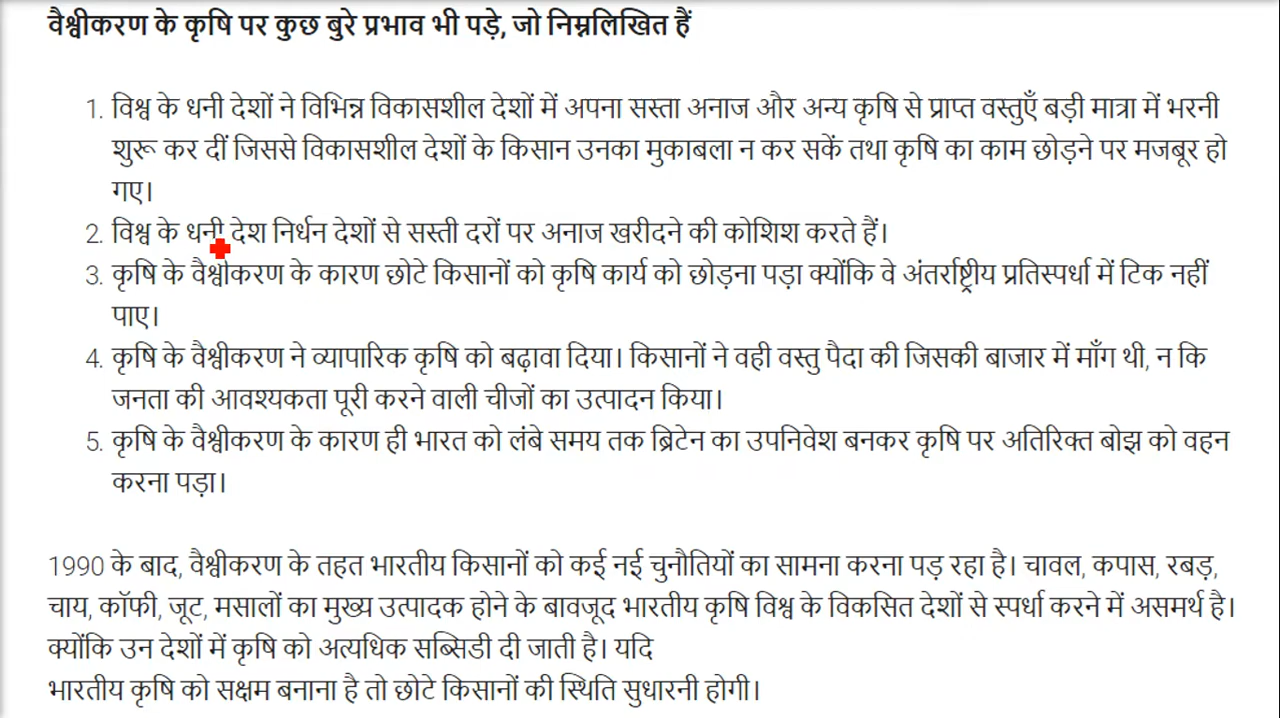 वैश्वीकरण के कृषि पर कुछ बुरे प्रभाव भी पड़े, जो निम्नलिखित हैं
1. विश्व के धनी देशों ने विभिन्न विकासशील देशों में अपना सस्ता अनाज और अन्य कृषि से प्राप्त वस्तुएँ बड़ी मात्रा में भरनी
शुरू कर दीं जिससे विकासशील देशों के किसान उनका मुकाबला न कर सकें तथा कृषि का काम छोड़ने पर मजबूर हो
गए।
2. विश्व के धनी देश निर्धन देशों से सस्ती दरों पर अनाज खरीदने की कोशिश करते हैं।
3. कृषि के वैश्वीकरण के कारण छोटे किसानों को कृषि कार्य को छोड़ना पड़ा क्योंकि वे अंतर्राष्ट्रीय प्रतिस्पर्धा में टिक नहीं
पाए।
4. कृषि के वैश्वीकरण ने व्यापारिक कृषि को बढ़ावा दिया। किसानों ने वही वस्तु पैदा की जिसकी बाजार में माँग थी, न कि
जनता की आवश्यकता पूरी करने वाली चीजों का उत्पादन किया।
5. कृषि के वैश्वीकरण के कारण ही भारत को लंबे समय तक ब्रिटेन का उपनिवेश बनकर कृषि पर अतिरिक्त बोझ को वहन
करना पड़ा।
1990 के बाद, वैश्वीकरण के तहत भारतीय किसानों को कई नई चुनौतियों का सामना करना पड़ रहा है। चावल, कपास, रबड़,
चाय, कॉफी, जूट, मसालों का मुख्य उत्पादक होने के बावजूद भारतीय कृषि विश्व के विकसित देशों से स्पर्धा करने में असमर्थ है।
क्योंकि उन देशों में कृषि को अत्यधिक सब्सिडी दी जाती है। यदि
भारतीय कृषि को सक्षम बनाना है तो छोटे किसानों की स्थिति सुधारनी होगी।